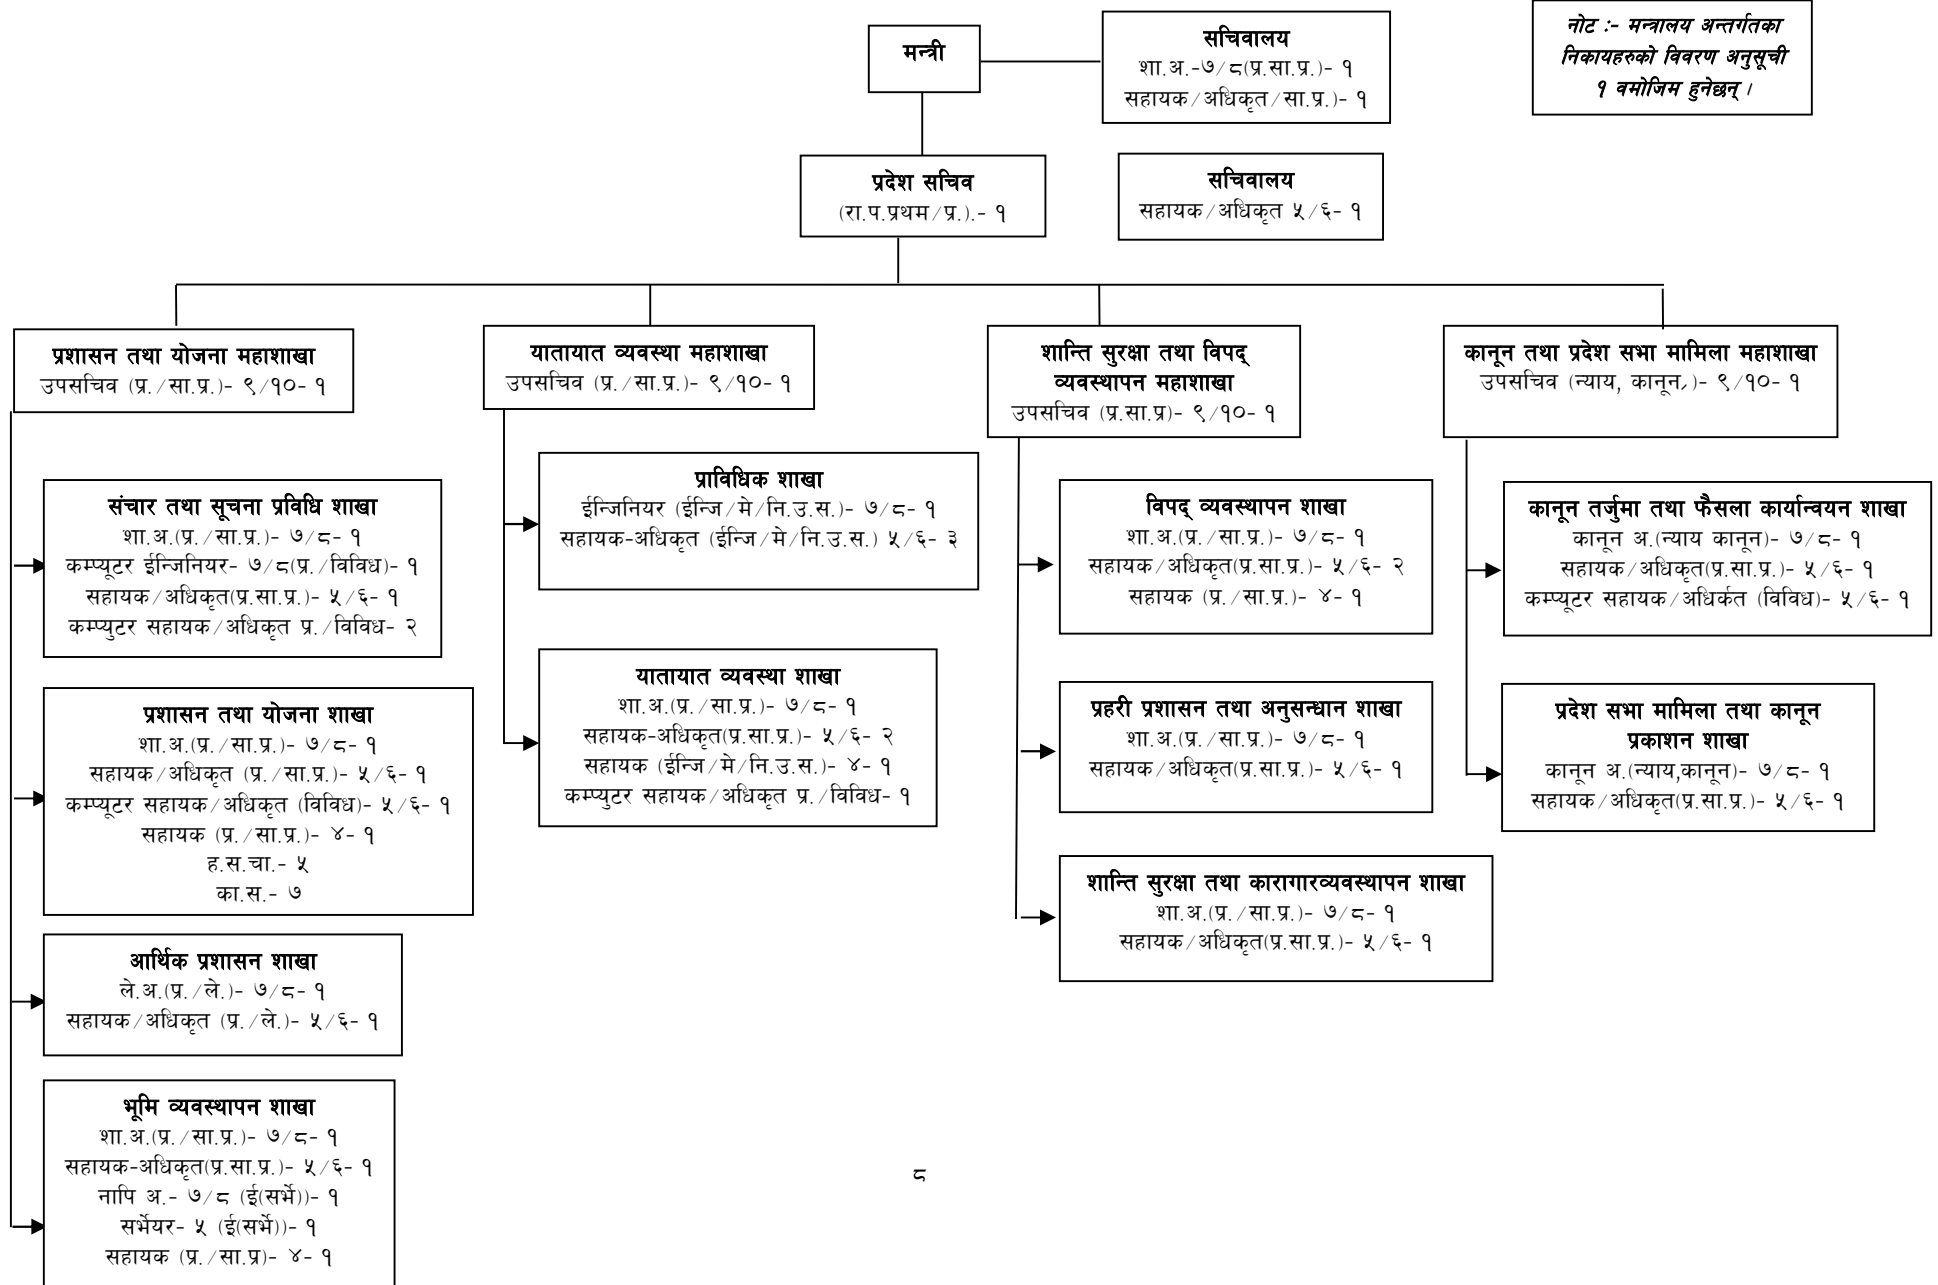 मन्त्री
सचिवालय
शा.अ.-७/८(प्र.सा.प्र.)- १
सहायक/अधिकृत/सा.प्र.)- १
नोट :- मन्त्रालय अन्तर्गतका
निकायहरुको विवरण अनुसूची
१ वमोजिम हुनेछन् ।
प्रदेश सचिव
(रा.प.प्रथम/प्र.).- १
सचिवालय
सहायक/अधिकृत ५/६- १
प्रशासन तथा योजना महाशाखा
उपसचिव (प्र./सा.प्र.)- ९/१०- १
यातायात व्यवस्था महाशाखा
उपसचिव (प्र./सा.प्र.)- ९/१०- १
शान्ति सुरक्षा तथा विपद्
व्यवस्थापन महाशाखा
उपसचिव (प्र.सा.प्र)- ९/१०- १
कानून तथा प्रदेश सभा मामिला महाशाखा
उपसचिव (न्याय, कानून⁄)- ९/१०- १
संचार तथा सूचना प्रविधि शाखा
शा.अ.(प्र./सा.प्र.)- ७/८- १
कम्प्यूटर ईन्जिनियर- ७/८(प्र./विविध)- १
सहायक/अधिकृत(प्र.सा.प्र.)- ५/६- १
कम्प्युटर सहायक/अधिकृत प्र./विविध- २
प्रशासन तथा योजना शाखा
शा.अ.(प्र./सा.प्र.)- ७/८- १
सहायक/अधिकृत (प्र./सा.प्र.)- ५/६- १
कम्प्यूटर सहायक/अधिकृत (विविध)- ५/६- १
सहायक (प्र./सा.प्र.)- ४- १
ह.स.चा.- ५
का.स.- ७
आर्थिक प्रशासन शाखा
ले.अ.(प्र./ले.)- ७/८- १
सहायक/अधिकृत (प्र./ले.)- ५/६- १
भूमि व्यवस्थापन शाखा
शा.अ.(प्र./सा.प्र.)- ७/८- १
सहायक-अधिकृत(प्र.सा.प्र.)- ५/६- १
नापि अ.- ७/८ (ई(सर्भे))- १
सर्भेयर- ५ (ई(सर्भे))- १
सहायक (प्र./सा.प्र)- ४- १
प्राविधिक शाखा
ईन्जिनियर (ईन्जि/मे/नि.उ.स.)- ७/८- १
सहायक-अधिकृत (ईन्जि/मे/नि.उ.स.) ५/६- ३
यातायात व्यवस्था शाखा
शा.अ.(प्र./सा.प्र.)- ७/८- १
सहायक-अधिकृत(प्र.सा.प्र.)- ५/६- २
सहायक (ईन्जि/मे/नि.उ.स.)- ४- १
कम्प्युटर सहायक/अधिकृत प्र./विविध- १
विपद् व्यवस्थापन शाखा
शा.अ.(प्र./सा.प्र.)- ७/८- १
सहायक/अधिकृत(प्र.सा.प्र.)- ५/६- २
सहायक (प्र./सा.प्र.)- ४- १
प्रहरी प्रशासन तथा अनुसन्धान शाखा
शा.अ.(प्र./सा.प्र.)- ७/८- १
सहायक/अधिकृत(प्र.सा.प्र.)- ५/६- १
शान्ति सुरक्षा तथा कारागारव्यवस्थापन शाखा
शा.अ.(प्र./सा.प्र.)- ७/८- १
सहायक/अधिकृत(प्र.सा.प्र.)- ५/६- १
कानून तर्जुमा तथा फैसला कार्यान्वयन शाखा
कानून अ.(न्याय कानून)- ७/८- १
सहायक/अधिकृत(प्र.सा.प्र.)- ५/६- १
कम्प्यूटर सहायक/अधिर्कत (विविध)- ५/६- १
प्रदेश सभा मामिला तथा कानून
प्रकाशन शाखा
कानून अ.(न्याय,कानून)- ७/८- १
सहायक/अधिकृत(प्र.सा.प्र.)- ५/६- १
८